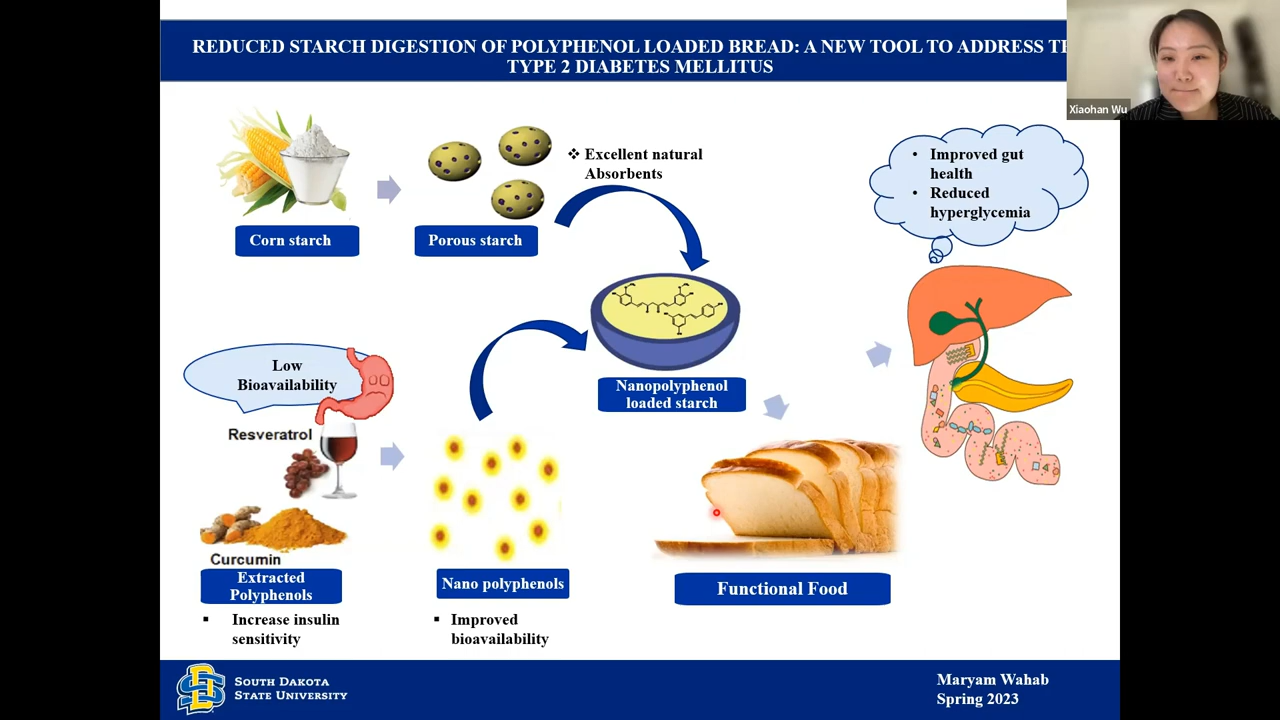 REDUCED STARCH DIGESTION OF POLYPHENOL LOADED BREAD: A NEW TOOL TO ADDRESS
TYPE 2 DIABETES MELLITUS
Xiaohan Wu
❖ Excellent natural
Absorbents
• Improved gut
health
• Reduced
hyperglycemia
Corn starch
Porous starch
Low
Bioavailability
Nanopolyphenol
loaded starch
Resveratrol
Curcumin
Extracted
Polyphenols
Nano polyphenols
Functional Food
▪ Increase insulin
sensitivity
▪ Improved
bioavailability
SOUTH DAKOTA
STATE UNIVERSITY
Maryam Wahab
Spring 2023